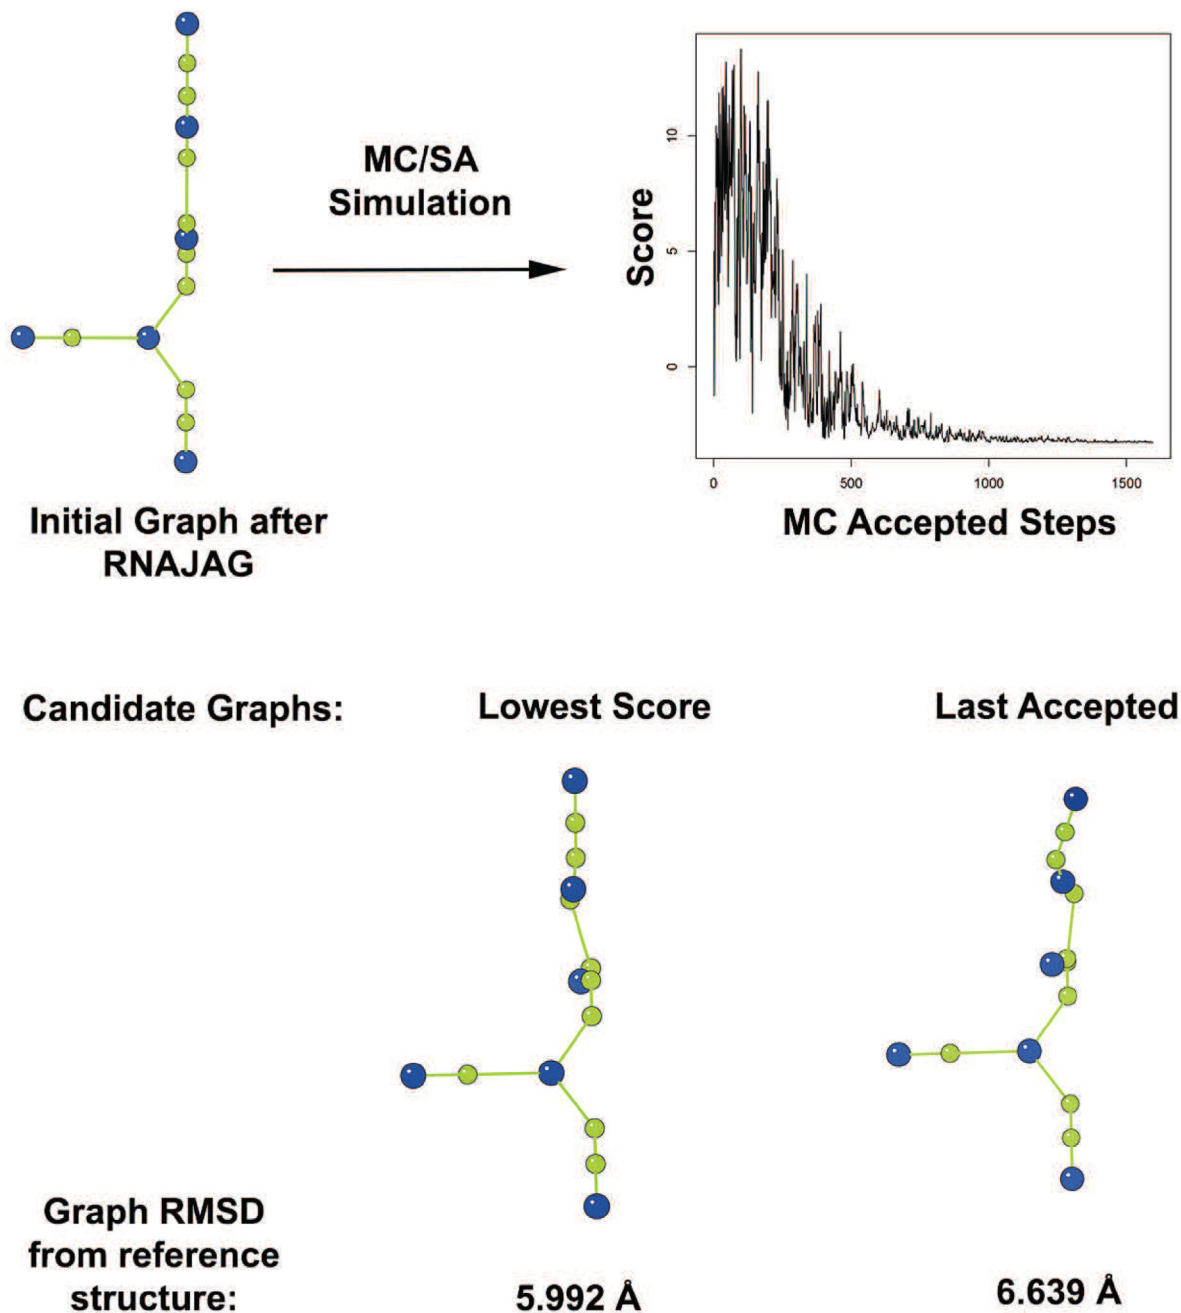 MC/SA
Simulation
Score
10
5
0
0
500
1000
1500
MC Accepted Steps
Initial Graph after
RNAJAG
Candidate Graphs:
Lowest Score
Last Accepted
Graph RMSD
from reference
structure:
5.992 Å
6.639 Å